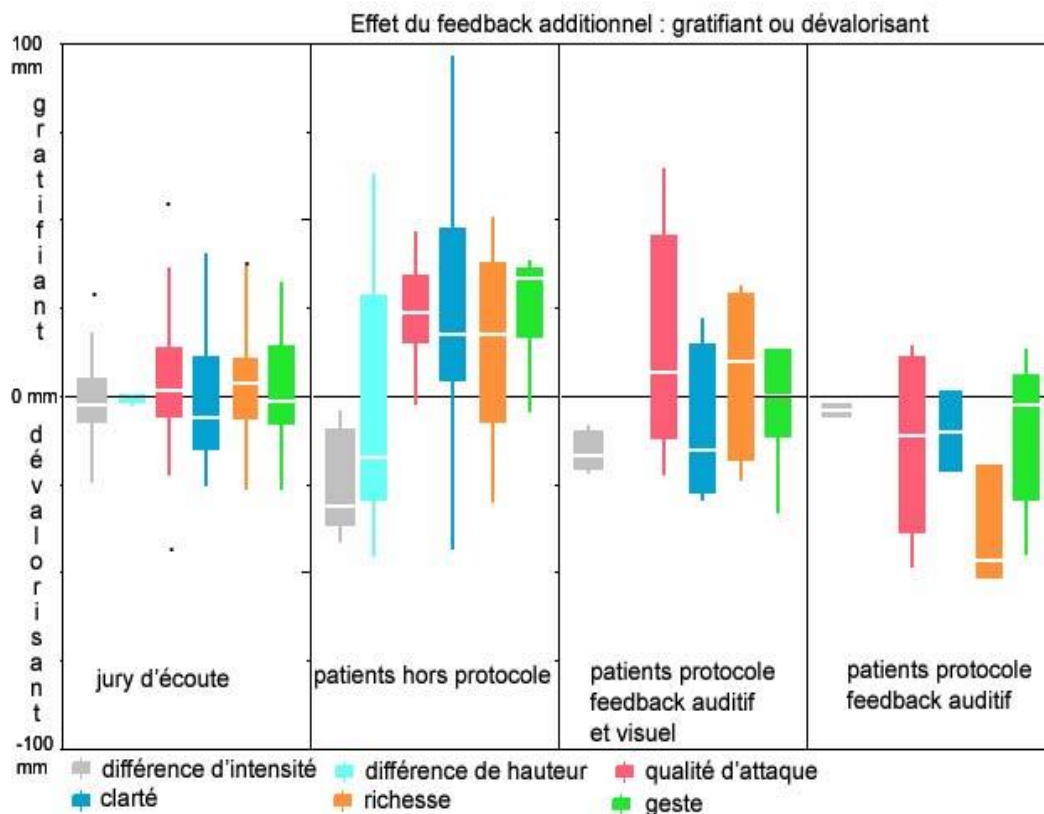 Effet du feedback additionnel : gratifiant ou dévalorisant
100
mm
gratifiant
0 mm
dévalorisant
-100
mm
jury d'écoute
patients hors protocole
patients protocole
feedback auditif
et visuel
patients protocole
feedback auditif
différence d'intensité
différence de hauteur
qualité d'attaque
clarté
richesse
geste